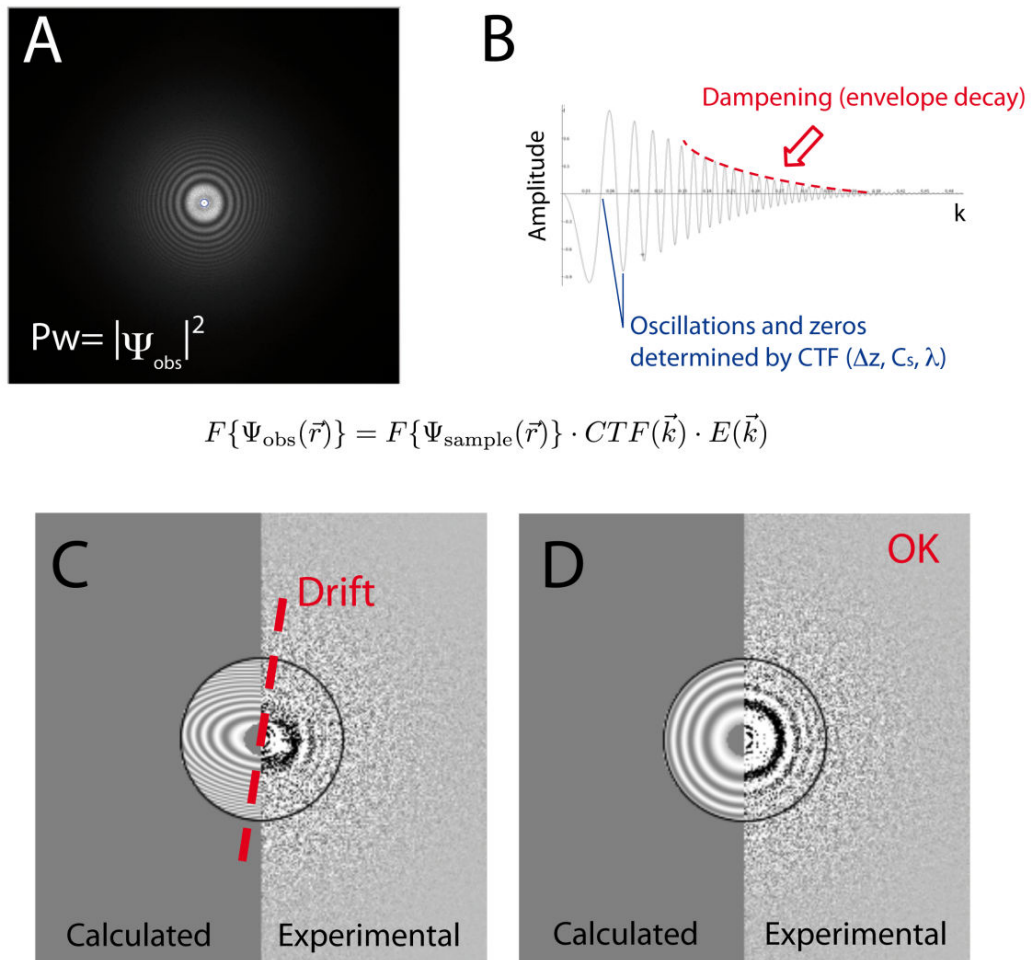 A
Pw= |Ψobs|²
B
Dampening (envelope decay)
Amplitude
k
Oscillations and zeros
determined by CTF (Δz, Cs, λ)
F{Ψobs(r⃗)} = F{Ψsample(r⃗)} · CTF(k⃗) · E(k⃗)
C
Drift
Calculated
Experimental
D
OK
Calculated
Experimental